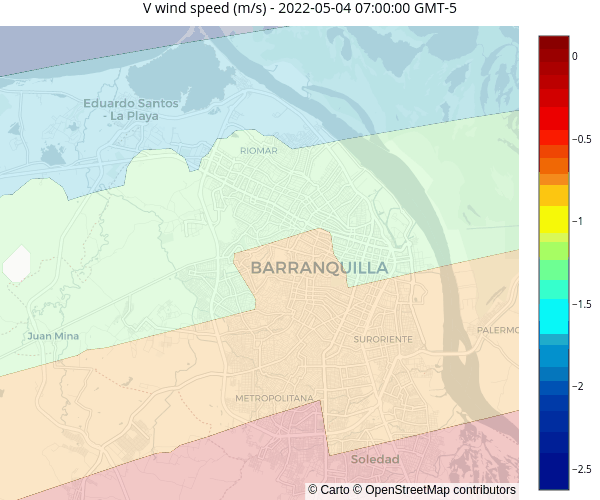 V wind speed (m/s) - 2022-05-04 07:00:00 GMT-5
0
Eduardo Santos
- La Playa
−0.5
RIOMAR
−1
BARRANQUILLA
−1.5
Juan Mina
SURORIENTE
PALERMO
−2
METROPOLITANA
Soledad
−2.5
© Carto © OpenStreetMap contributors